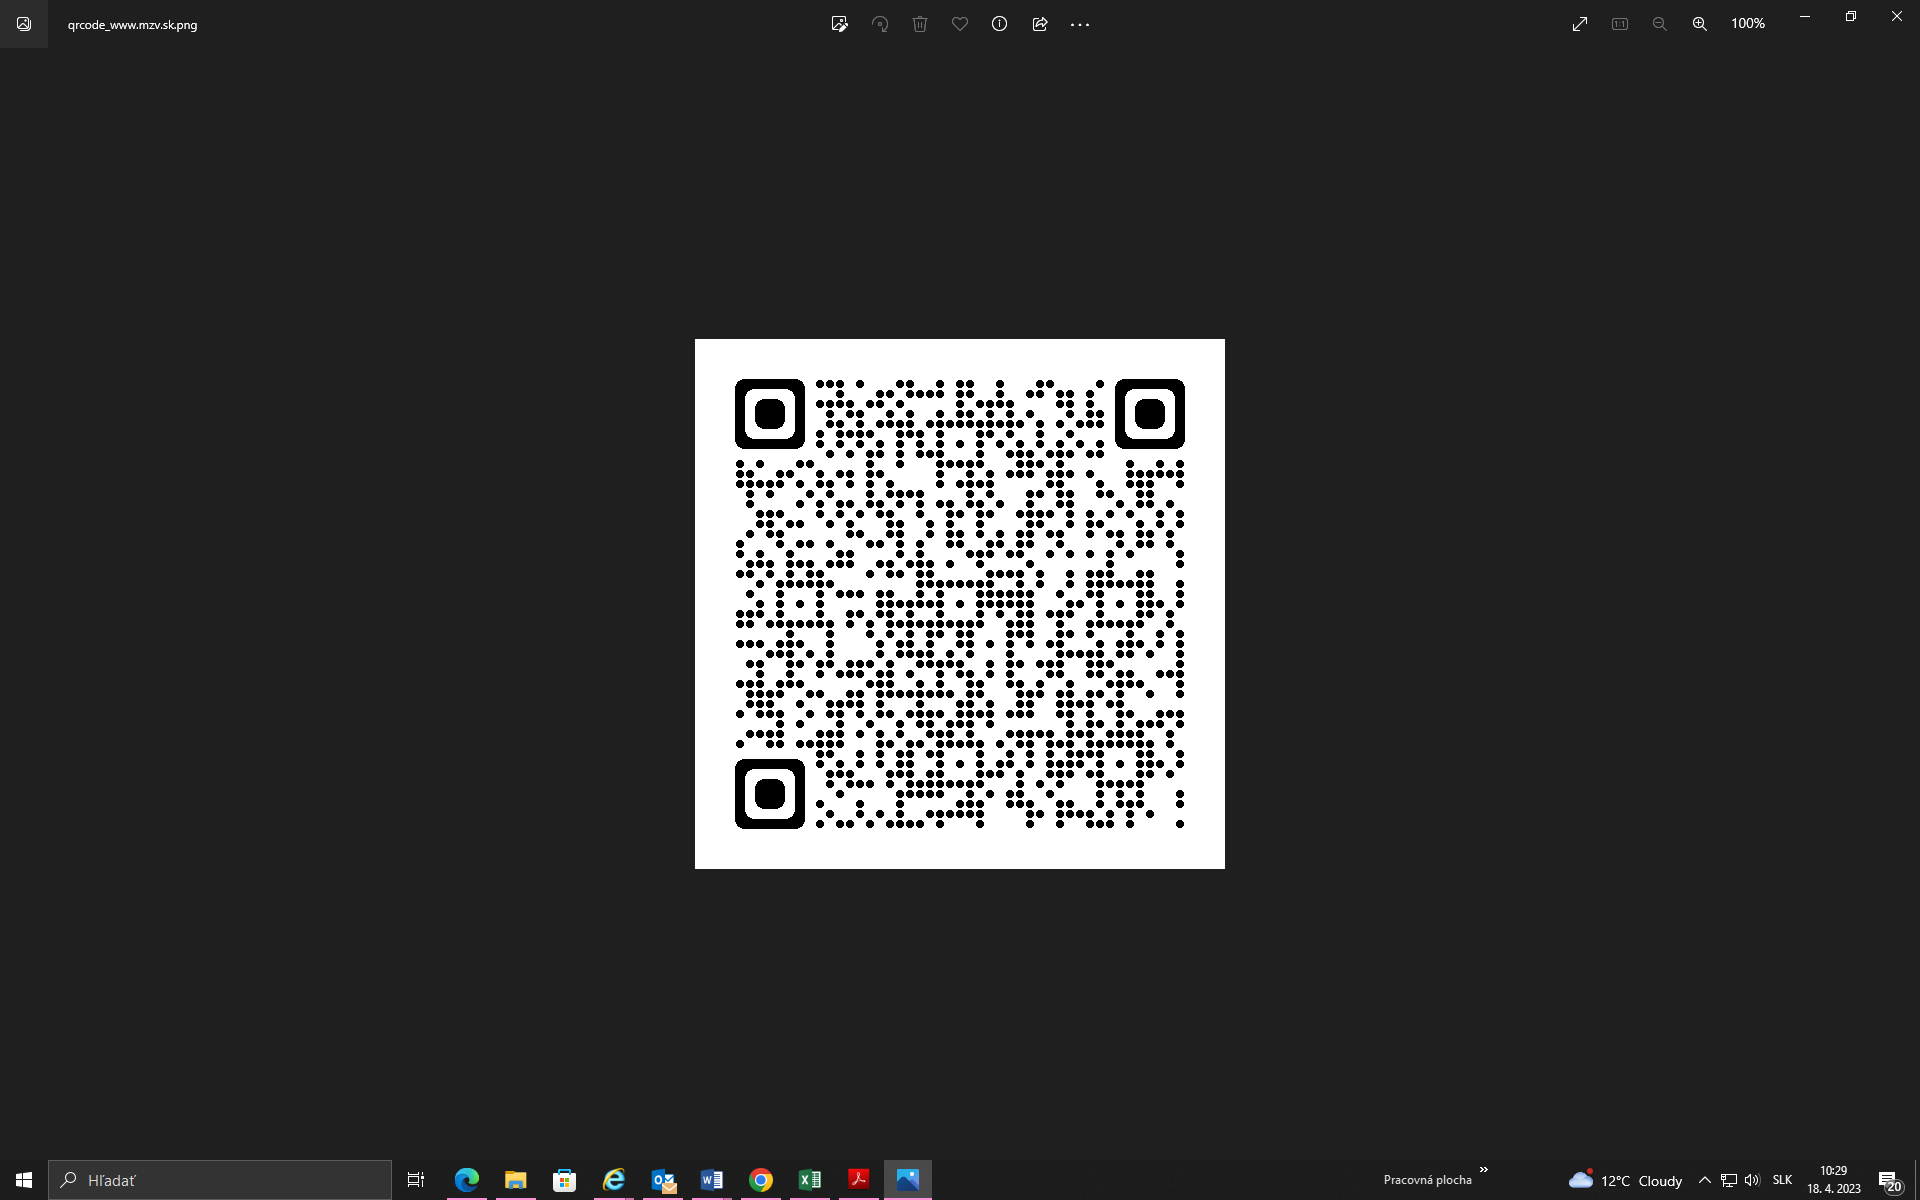 qrcode_www.mzv.sk.png
100%
Hľadať
Pracovná plocha
12°C Cloudy
SLK
10:29
18. 4. 2023
20